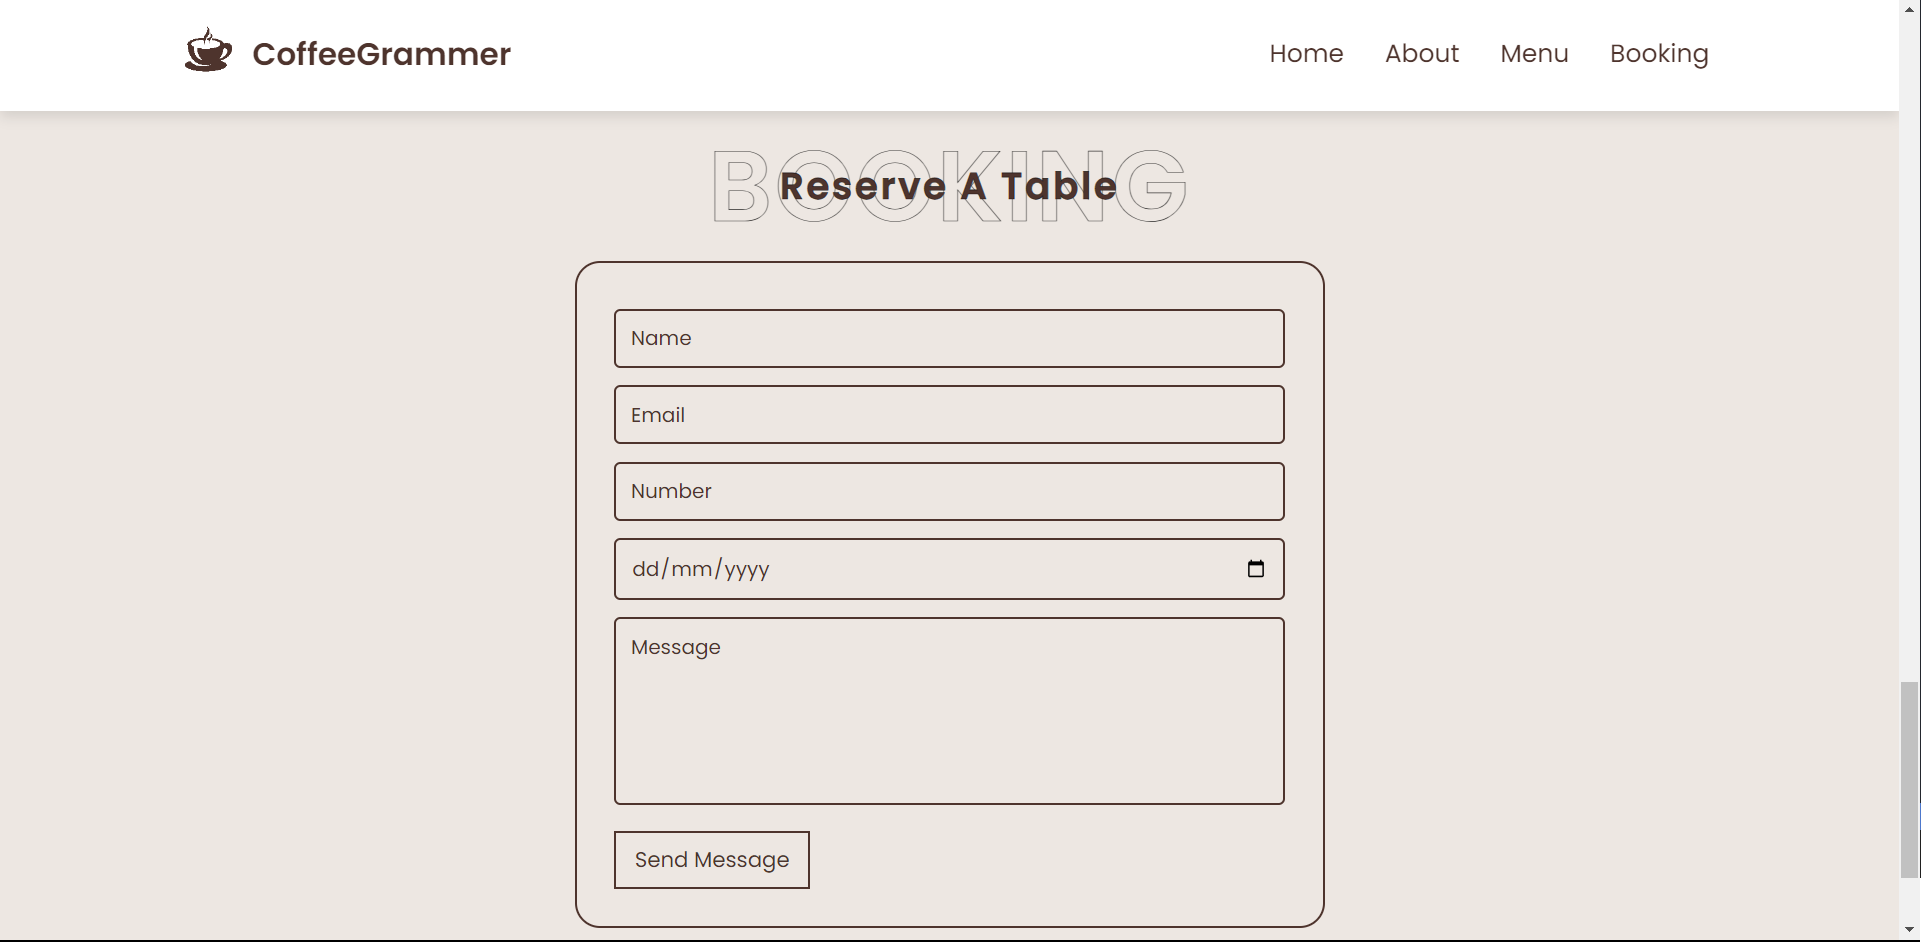 CoffeeGrammer
Home About Menu Booking
BOOKING
Reserve A Table
Name
Email
Number
dd/mm/yyyy
Message
Send Message